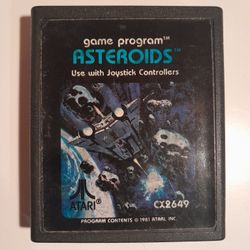 game program™
ASTEROIDS™
Use with Joystick Controllers
ATARI®
CX2649
PROGRAM CONTENTS © 1981 ATARI, INC.